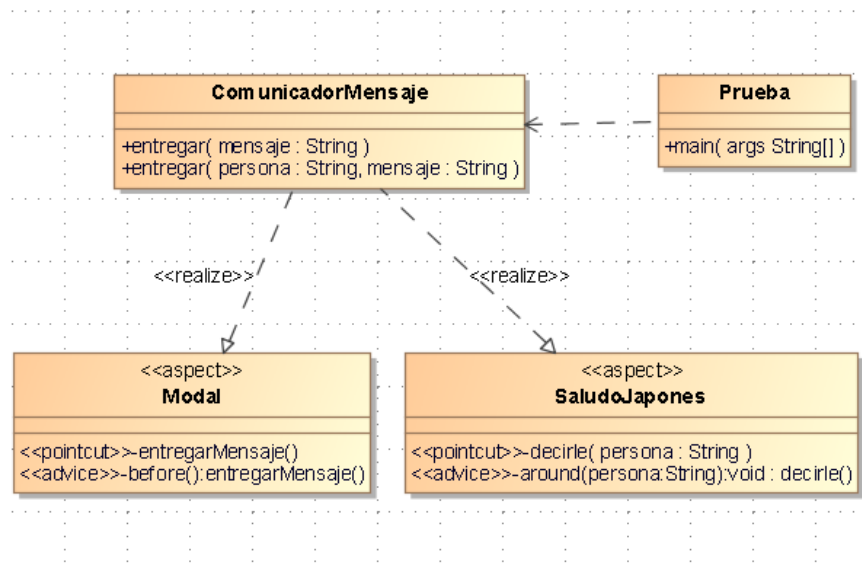 ComunicadorMensaje
+entregar( mensaje : String )
+entregar( persona : String, mensaje : String )
Prueba
+main( args String[] )
<<realize>>
<<realize>>
<<aspect>>
Modal
<<pointcut>>-entregarMensaje()
<<advice>>-before():entregarMensaje()
<<aspect>>
SaludoJapones
<<pointcut>>-decirle( persona : String )
<<advice>>-around(persona:String):void : decirle()